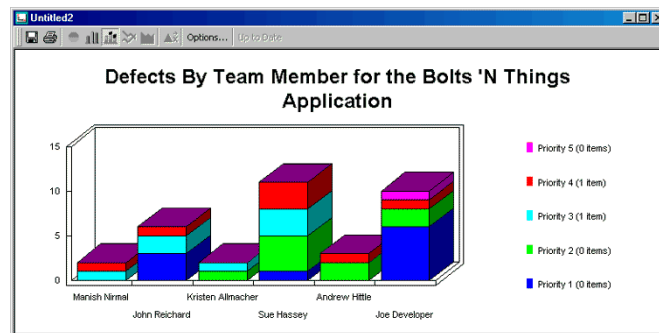 Untitled2
Options... Up to Date
Defects By Team Member for the Bolts 'N Things
Application
15
10
5
0
Manish Nirmal
John Reichard
Kristen Allmacher
Sue Hassey
Andrew Hittle
Joe Developer
Priority 5 (0 items)
Priority 4 (1 item)
Priority 3 (1 item)
Priority 2 (0 items)
Priority 1 (0 items)